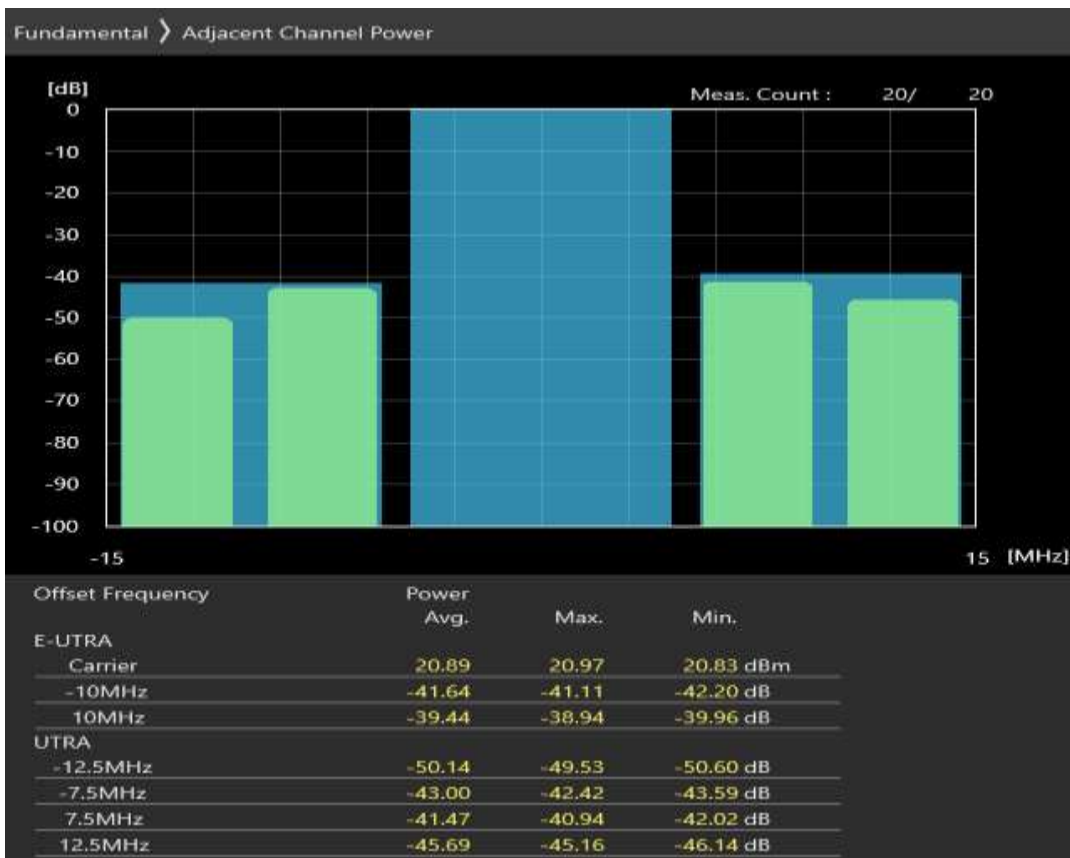 Fundamental ❯ Adjacent Channel Power
[dB]
Meas. Count : 20/ 20
0
-10
-20
-30
-40
-50
-60
-70
-80
-90
-100
-15 15 [MHz]
Offset Frequency Power
Avg. Max. Min.
E-UTRA
Carrier 20.89 20.97 20.83 dBm
-10MHz -41.64 -41.11 -42.20 dB
10MHz -39.44 -38.94 -39.96 dB
UTRA
-12.5MHz -50.14 -49.53 -50.60 dB
-7.5MHz -43.00 -42.42 -43.59 dB
7.5MHz -41.47 -40.94 -42.02 dB
12.5MHz -45.69 -45.16 -46.14 dB